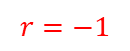 r = −1